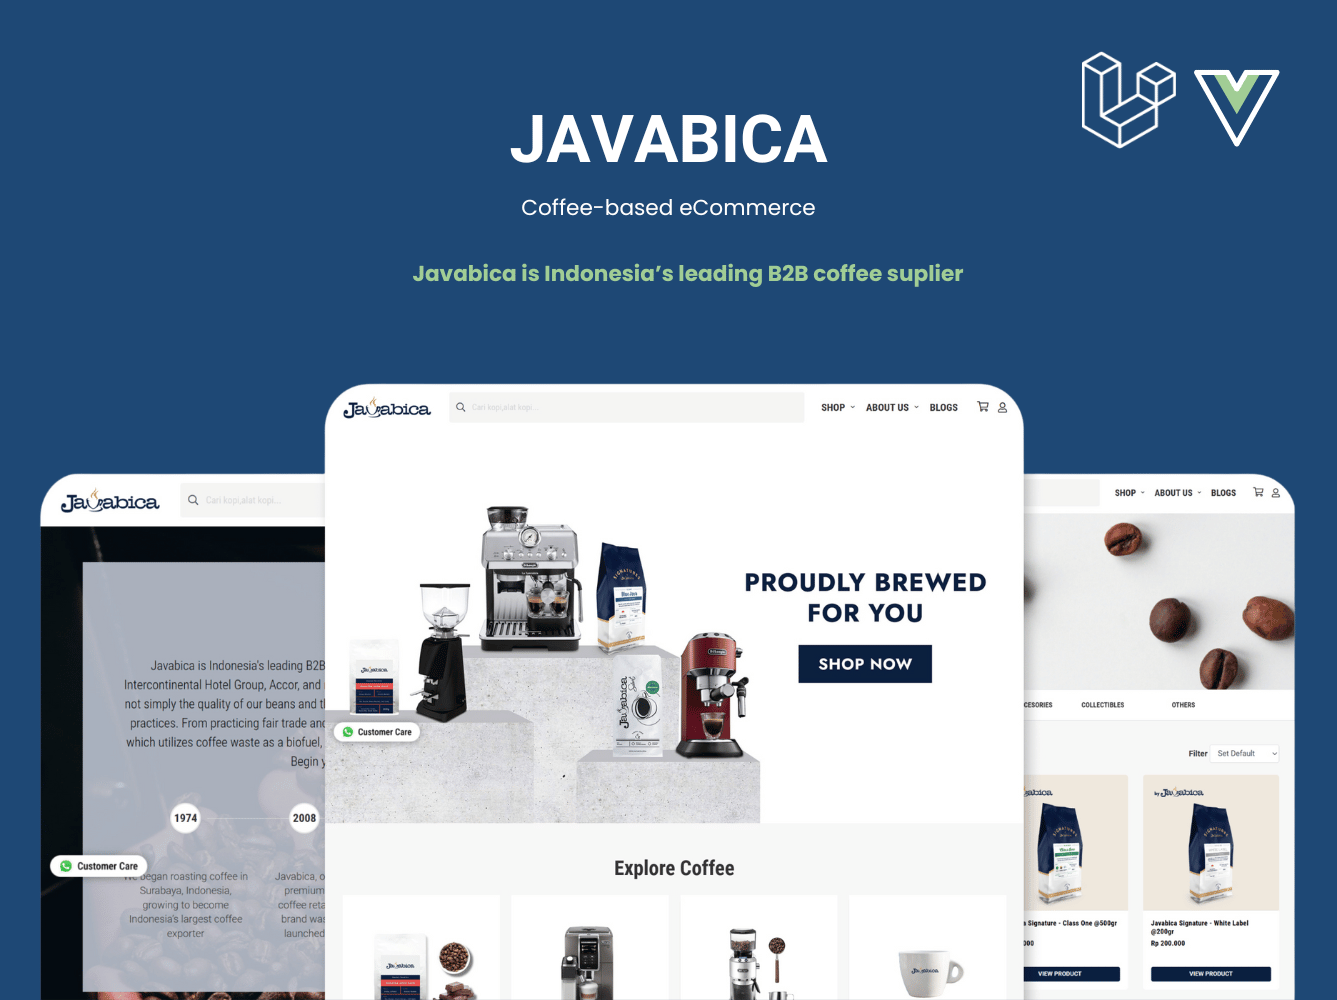 JAVABICA
Coffee-based eCommerce
Javabica is Indonesia's leading B2B coffee suplier
Javabica
Cari kopi,alat kopi...
SHOP
ABOUT US
BLOGS
PROUDLY BREWED
FOR YOU
SHOP NOW
Customer Care
Explore Coffee
Javabica
Cari kopi,alat kopi...
Javabica is Indonesia's leading B2B
Intercontinental Hotel Group, Accor, and
not simply the quality of our beans and
practices. From practicing fair trade and
which utilizes coffee waste as a biofuel,
Begin
1974
2008
Customer Care
We began roasting coffee in
Surabaya, Indonesia,
growing to become
Indonesia's largest coffee
exporter
Javabica,
premium
coffee
brand
launched
SHOP
ABOUT US
BLOGS
CESORIES
COLLECTIBLES
OTHERS
Filter
Set Default
by Javabica
Signature - Class One @500gr
000
VIEW PRODUCT
Javabica Signature - White Label
@200gr
Rp 200.000
VIEW PRODUCT